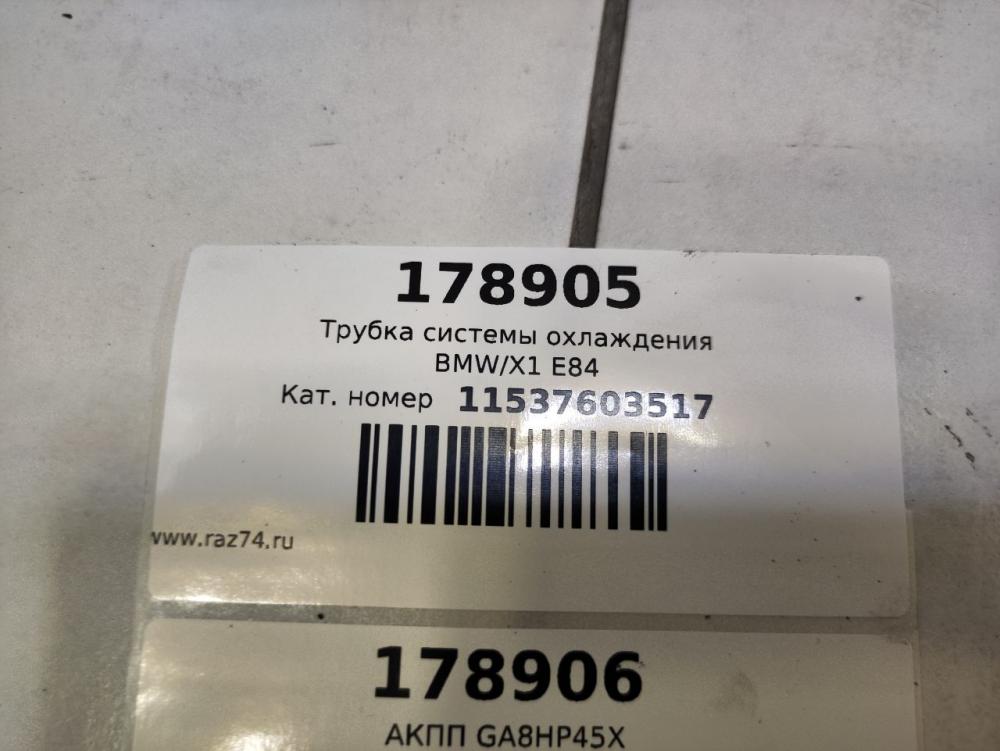 178905
Трубка системы охлаждения
BMW/X1 E84
Кат. номер 11537603517
www.raz74.ru
178906
АКПП GA8HP45X